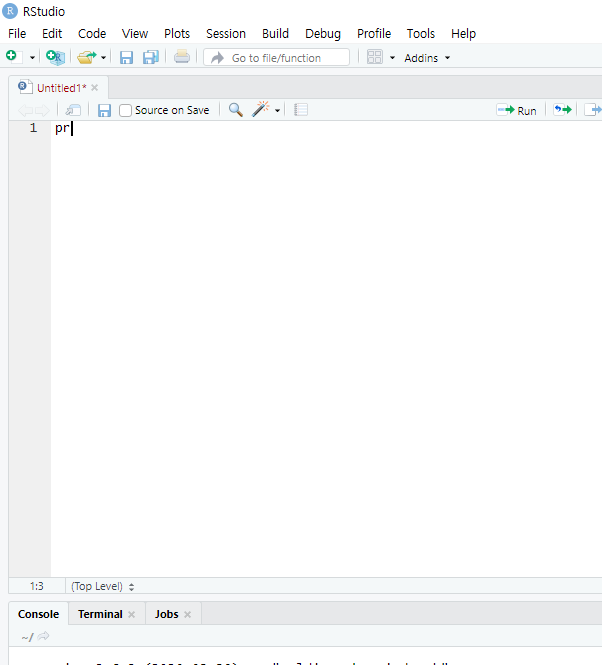 RStudio
File Edit Code View Plots Session Build Debug Profile Tools Help
Go to file/function Addins
Untitled1*
Source on Save Run
1 pr
1:3 (Top Level)
Console Terminal Jobs
~/